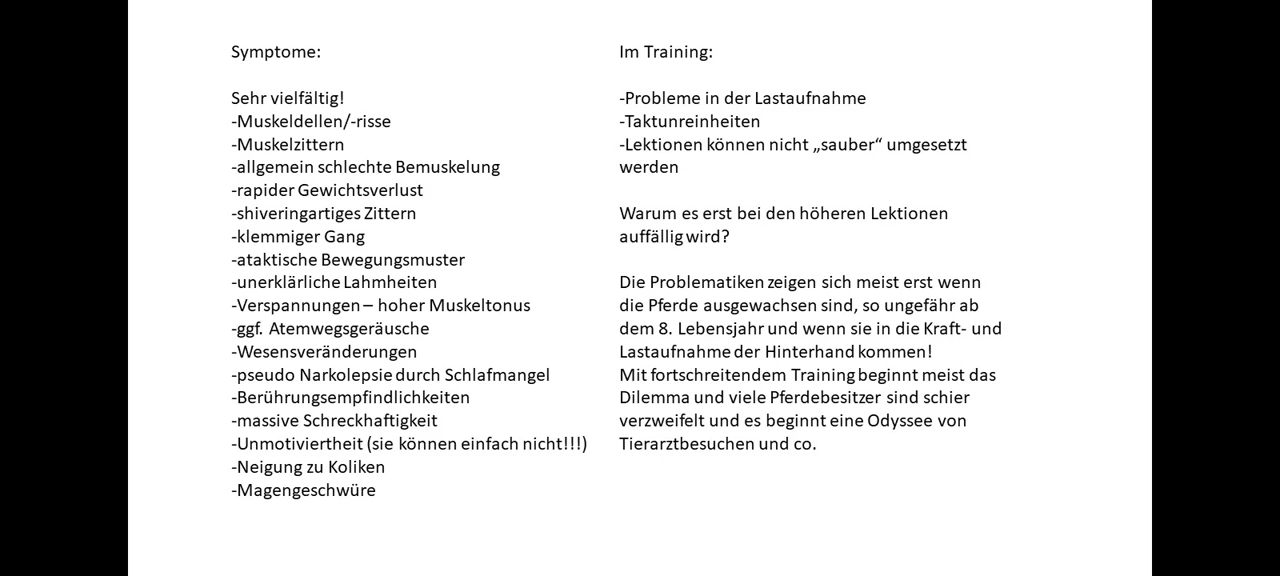 Symptome:
Sehr vielfältig!
-Muskeldellen/-risse
-Muskelzittern
-allgemein schlechte Bemuskelung
-rapider Gewichtsverlust
-shiveringartiges Zittern
-klemmiger Gang
-ataktische Bewegungsmuster
-unerklärliche Lahmheiten
-Verspannungen – hoher Muskeltonus
-ggf. Atemwegsgeräusche
-Wesensveränderungen
-pseudo Narkolepsie durch Schlafmangel
-Berührungsempfindlichkeiten
-massive Schreckhaftigkeit
-Unmotiviertheit (sie können einfach nicht!!!)
-Neigung zu Koliken
-Magengeschwüre
Im Training:
-Probleme in der Lastaufnahme
-Taktunreinheiten
-Lektionen können nicht „sauber“ umgesetzt
werden
Warum es erst bei den höheren Lektionen
auffällig wird?
Die Problematiken zeigen sich meist erst wenn
die Pferde ausgewachsen sind, so ungefähr ab
dem 8. Lebensjahr und wenn sie in die Kraft- und
Lastaufnahme der Hinterhand kommen!
Mit fortschreitendem Training beginnt meist das
Dilemma und viele Pferdebesitzer sind schier
verzweifelt und es beginnt eine Odyssee von
Tierarztbesuchen und co.